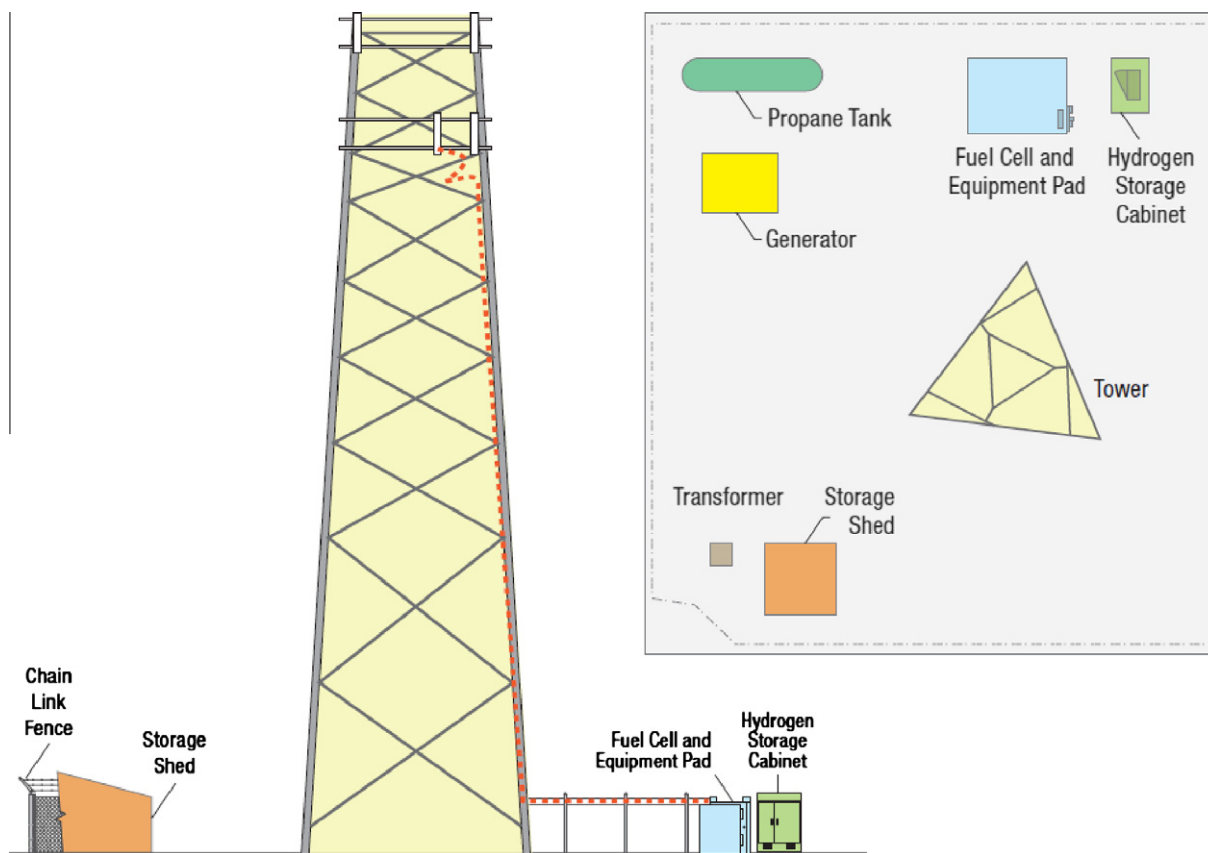 Propane Tank
Generator
Fuel Cell and
Equipment Pad
Hydrogen
Storage
Cabinet
Tower
Transformer
Storage
Shed
Chain
Link
Fence
Storage
Shed
Fuel Cell and
Equipment Pad
Hydrogen
Storage
Cabinet